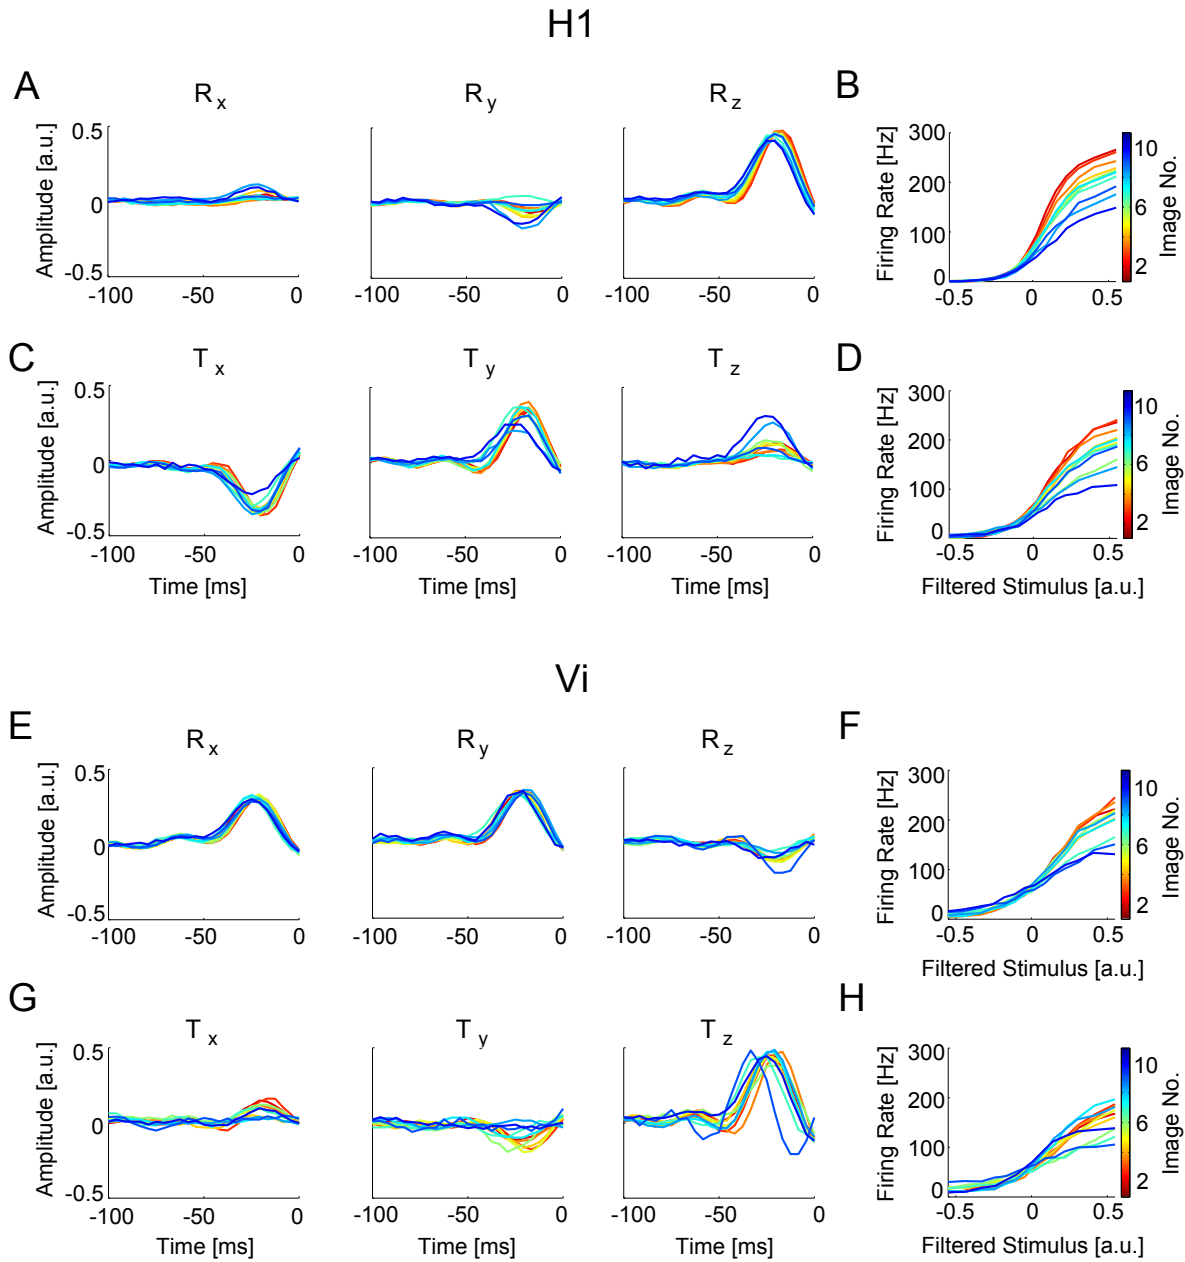 H1
A
R x
R y
R z
B
Amplitude [a.u.]
0.5
0
-0.5
-100 -50 0
-100 -50 0
-100 -50 0
Firing Rate [Hz]
300
200
100
0
-0.5 0 0.5
10
6
2
Image No.
C
T x
T y
T z
D
Amplitude [a.u.]
0.5
0
-0.5
-100 -50 0
-100 -50 0
-100 -50 0
Time [ms]
Time [ms]
Time [ms]
Firing Rate [Hz]
300
200
100
0
-0.5 0 0.5
Filtered Stimulus [a.u.]
10
6
2
Image No.
Vi
E
R x
R y
R z
F
Amplitude [a.u.]
0.5
0
-0.5
-100 -50 0
-100 -50 0
-100 -50 0
Firing Rate [Hz]
300
200
100
0
-0.5 0 0.5
Filtered Stimulus [a.u.]
10
6
2
Image No.
G
T x
T y
T z
H
Amplitude [a.u.]
0.5
0
-0.5
-100 -50 0
-100 -50 0
-100 -50 0
Time [ms]
Time [ms]
Time [ms]
Firing Rate [Hz]
300
200
100
0
-0.5 0 0.5
Filtered Stimulus [a.u.]
10
6
2
Image No.